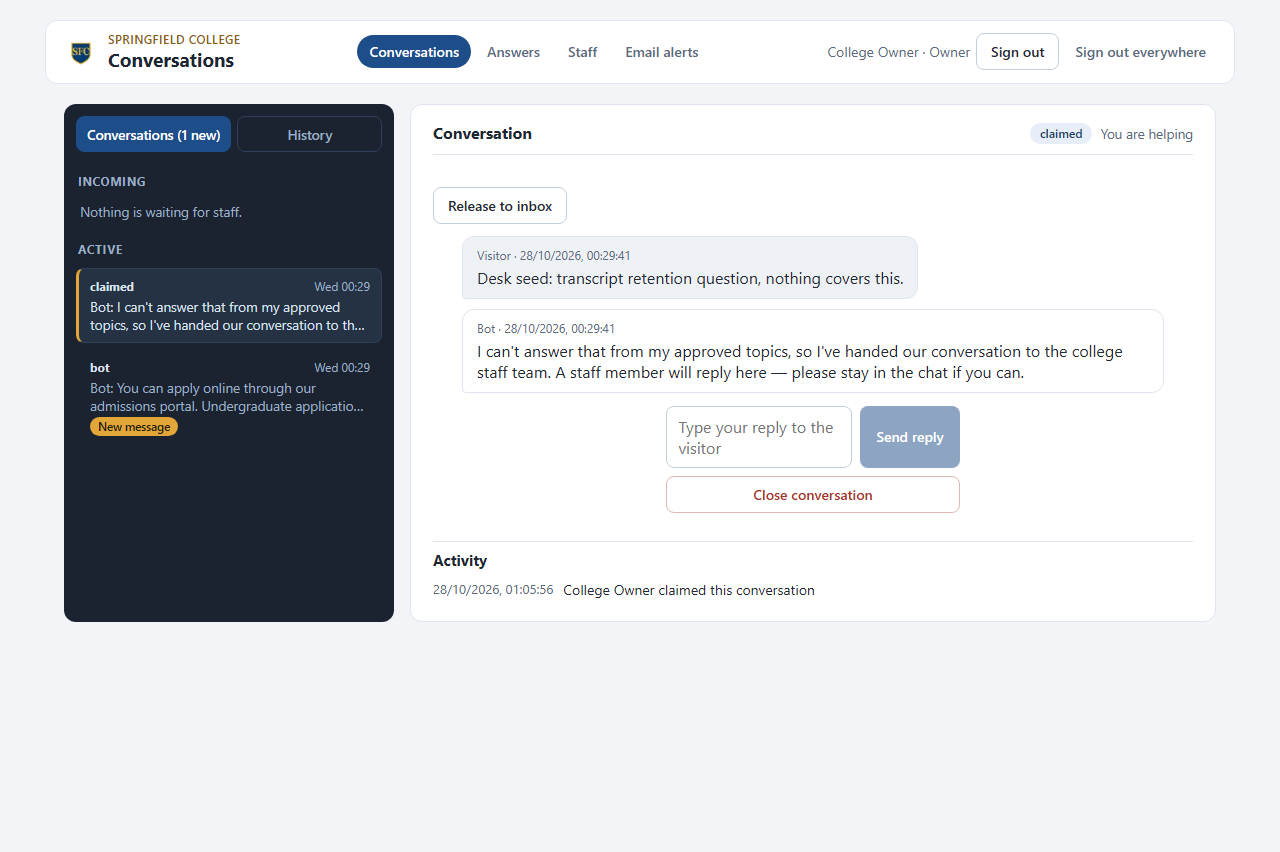 SFC
SPRINGFIELD COLLEGE
Conversations
Conversations
Answers
Staff
Email alerts
College Owner · Owner
Sign out
Sign out everywhere
Conversations (1 new)
History
INCOMING
Nothing is waiting for staff.
ACTIVE
claimed
Wed 00:29
Bot: I can't answer that from my approved
topics, so I've handed our conversation to th...
bot
Wed 00:29
Bot: You can apply online through our
admissions portal. Undergraduate applicatio...
New message
Conversation
claimed
You are helping
Release to inbox
Visitor · 28/10/2026, 00:29:41
Desk seed: transcript retention question, nothing covers this.
Bot · 28/10/2026, 00:29:41
I can't answer that from my approved topics, so I've handed our conversation to the college
staff team. A staff member will reply here — please stay in the chat if you can.
Type your reply to the
visitor
Send reply
Close conversation
Activity
28/10/2026, 01:05:56 College Owner claimed this conversation